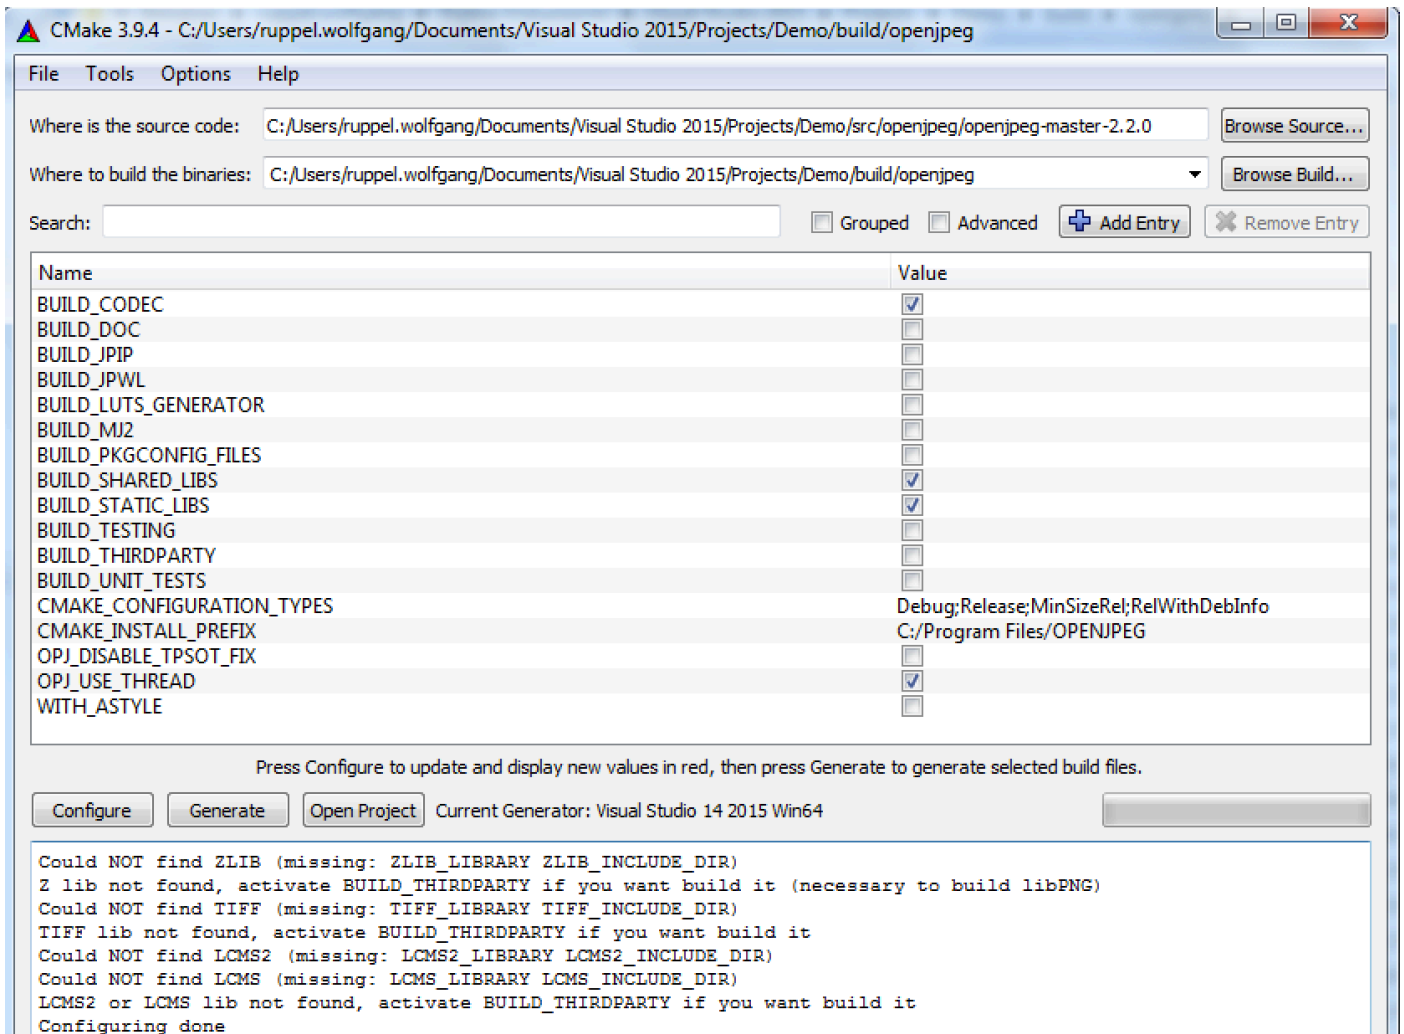 CMake 3.9.4 - C:/Users/ruppel.wolfgang/Documents/Visual Studio 2015/Projects/Demo/build/openjpeg
File Tools Options Help
Where is the source code: C:/Users/ruppel.wolfgang/Documents/Visual Studio 2015/Projects/Demo/src/openjpeg/openjpeg-master-2.2.0 Browse Source...
Where to build the binaries: C:/Users/ruppel.wolfgang/Documents/Visual Studio 2015/Projects/Demo/build/openjpeg Browse Build...
Search: Grouped Advanced Add Entry Remove Entry
Name Value
BUILD_CODEC
BUILD_DOC
BUILD_JPIP
BUILD_JPWL
BUILD_LUTS_GENERATOR
BUILD_MJ2
BUILD_PKGCONFIG_FILES
BUILD_SHARED_LIBS
BUILD_STATIC_LIBS
BUILD_TESTING
BUILD_THIRDPARTY
BUILD_UNIT_TESTS
CMAKE_CONFIGURATION_TYPES Debug;Release;MinSizeRel;RelWithDebInfo
CMAKE_INSTALL_PREFIX C:/Program Files/OPENJPEG
OPJ_DISABLE_TPSOT_FIX
OPJ_USE_THREAD
WITH_ASTYLE
Press Configure to update and display new values in red, then press Generate to generate selected build files.
Configure Generate Open Project Current Generator: Visual Studio 14 2015 Win64
Could NOT find ZLIB (missing: ZLIB_LIBRARY ZLIB_INCLUDE_DIR)
Z lib not found, activate BUILD_THIRDPARTY if you want build it (necessary to build libPNG)
Could NOT find TIFF (missing: TIFF_LIBRARY TIFF_INCLUDE_DIR)
TIFF lib not found, activate BUILD_THIRDPARTY if you want build it
Could NOT find LCMS2 (missing: LCMS2_LIBRARY LCMS2_INCLUDE_DIR)
Could NOT find LCMS (missing: LCMS_LIBRARY LCMS_INCLUDE_DIR)
LCMS2 or LCMS lib not found, activate BUILD_THIRDPARTY if you want build it
Configuring done